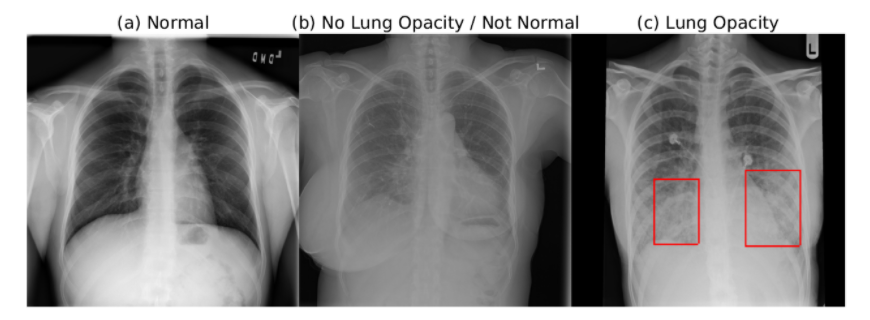 (a) Normal
(b) No Lung Opacity / Not Normal
(c) Lung Opacity
L
L